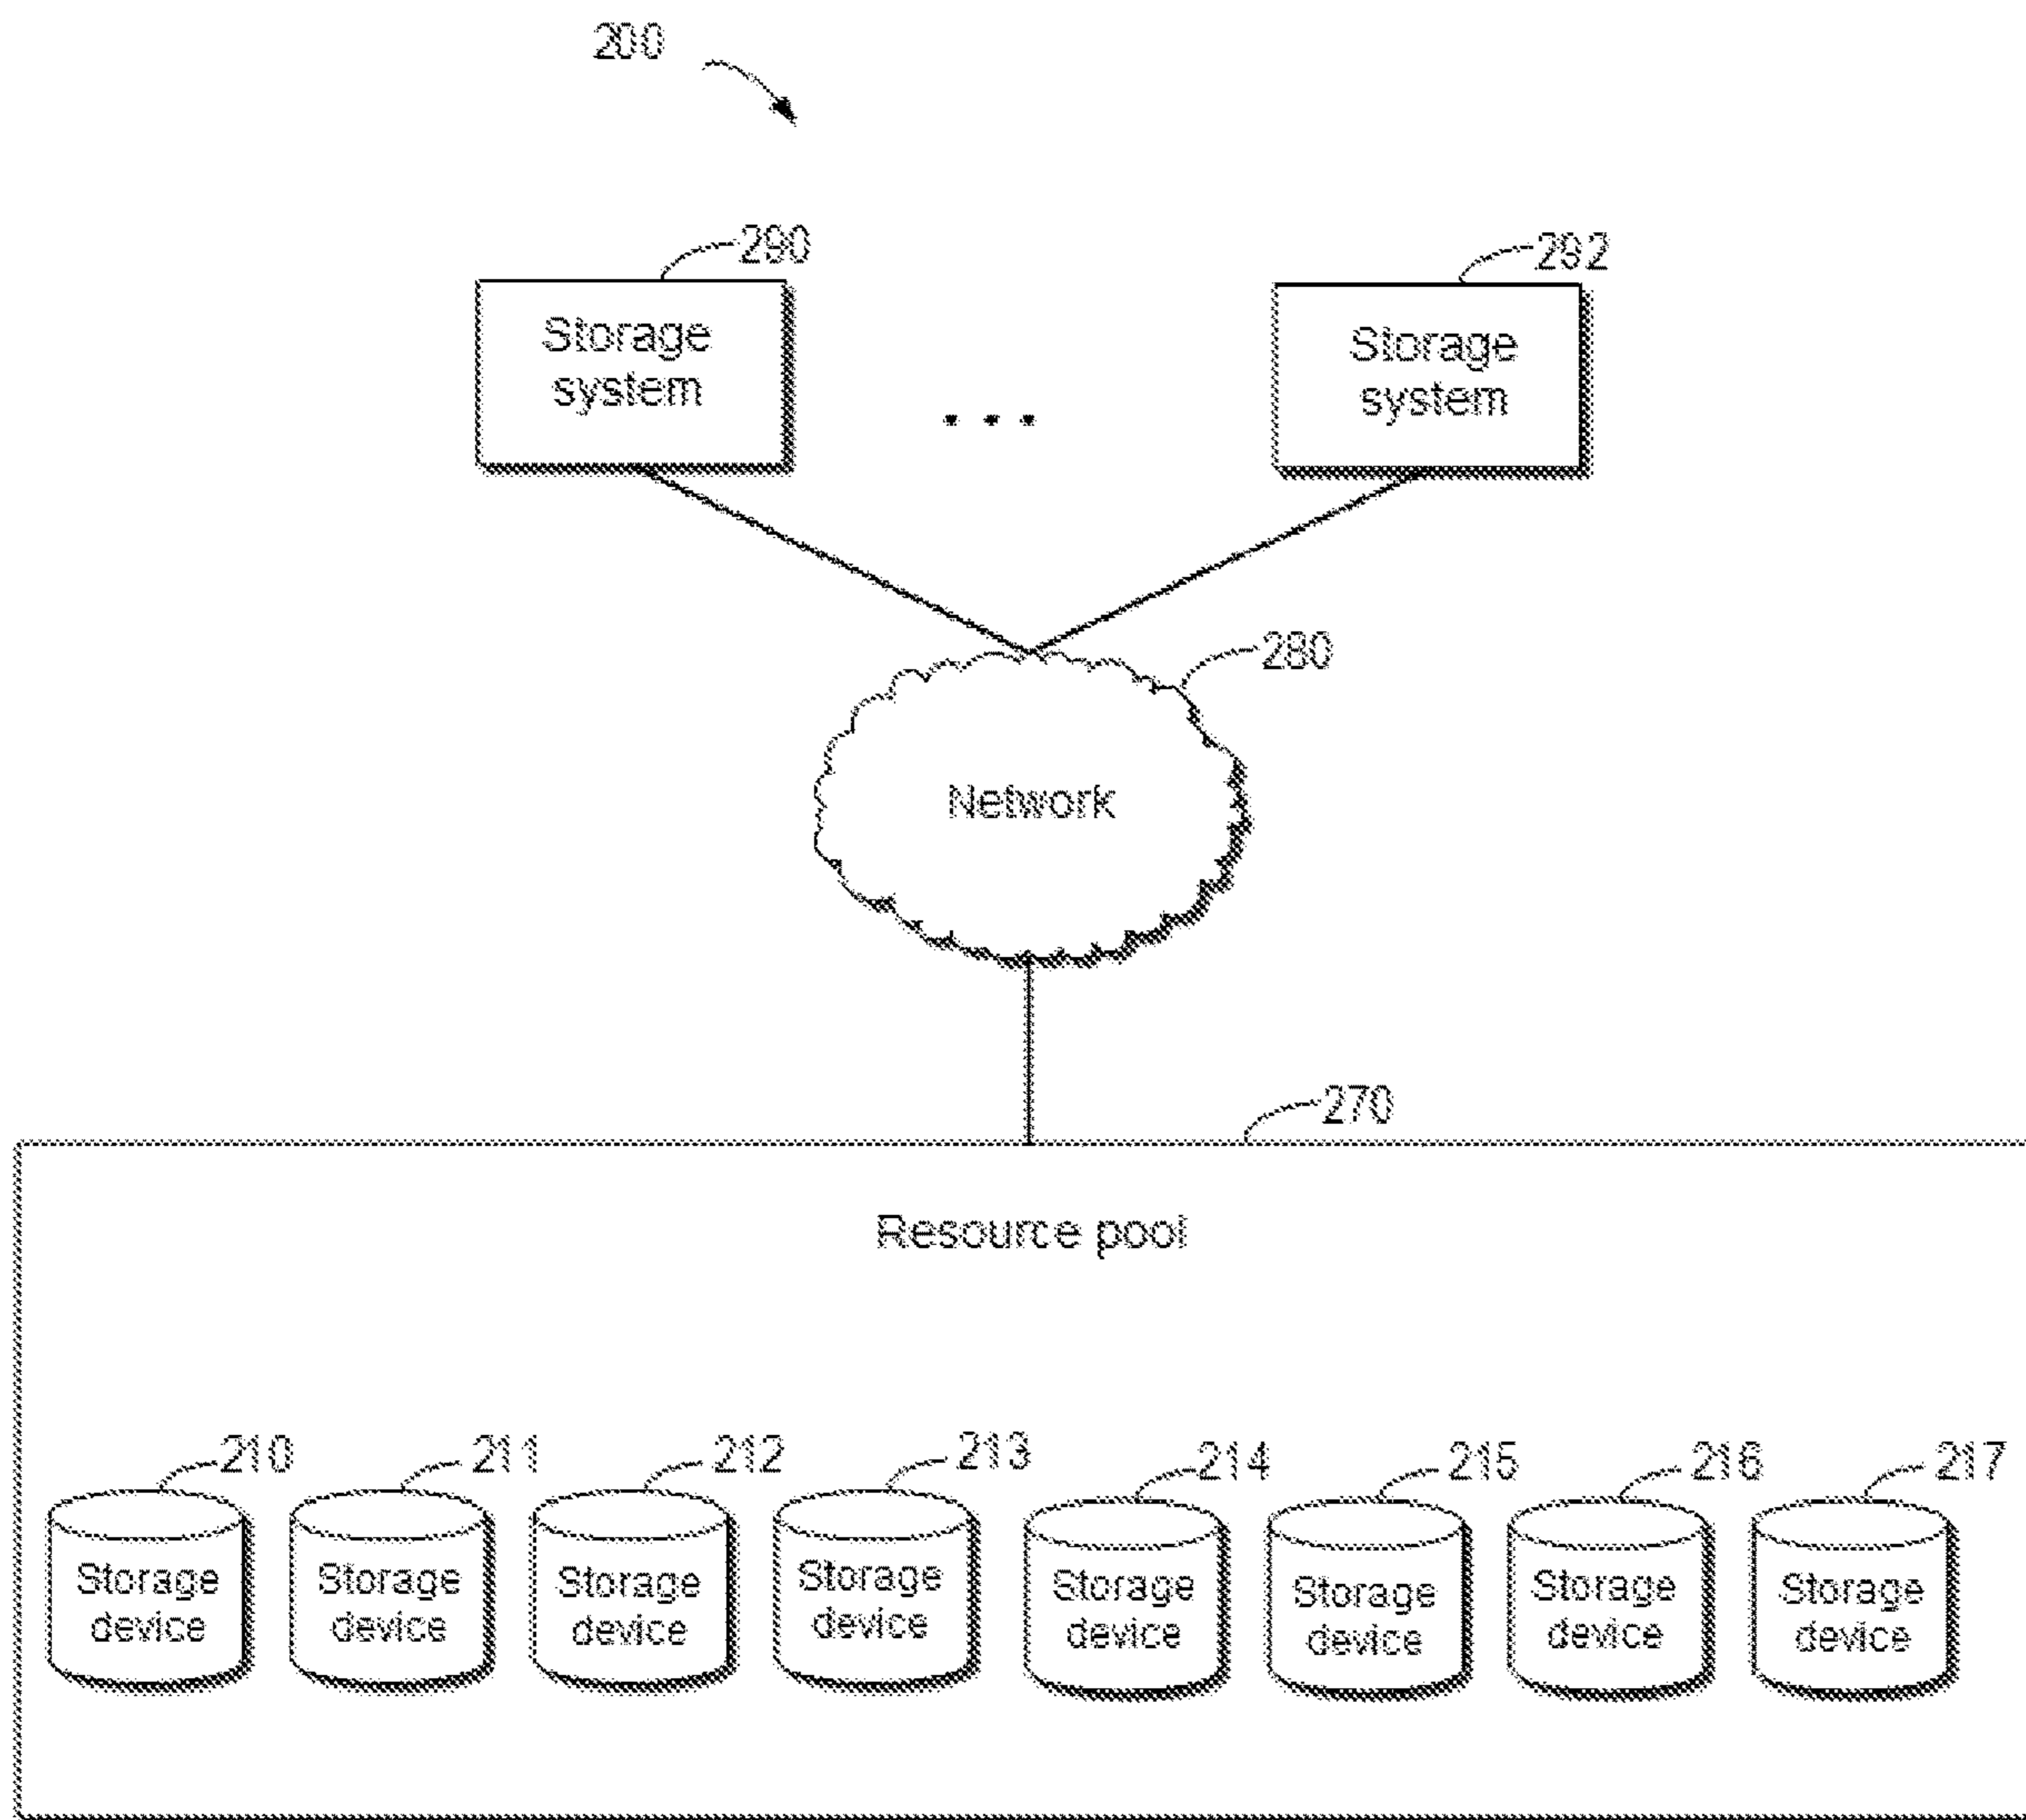 200
290
292
Storage
system
Storage
system
...
280
Network
270
Resource pool
210
211
212
213
214
215
216
217
Storage
device
Storage
device
Storage
device
Storage
device
Storage
device
Storage
device
Storage
device
Storage
device